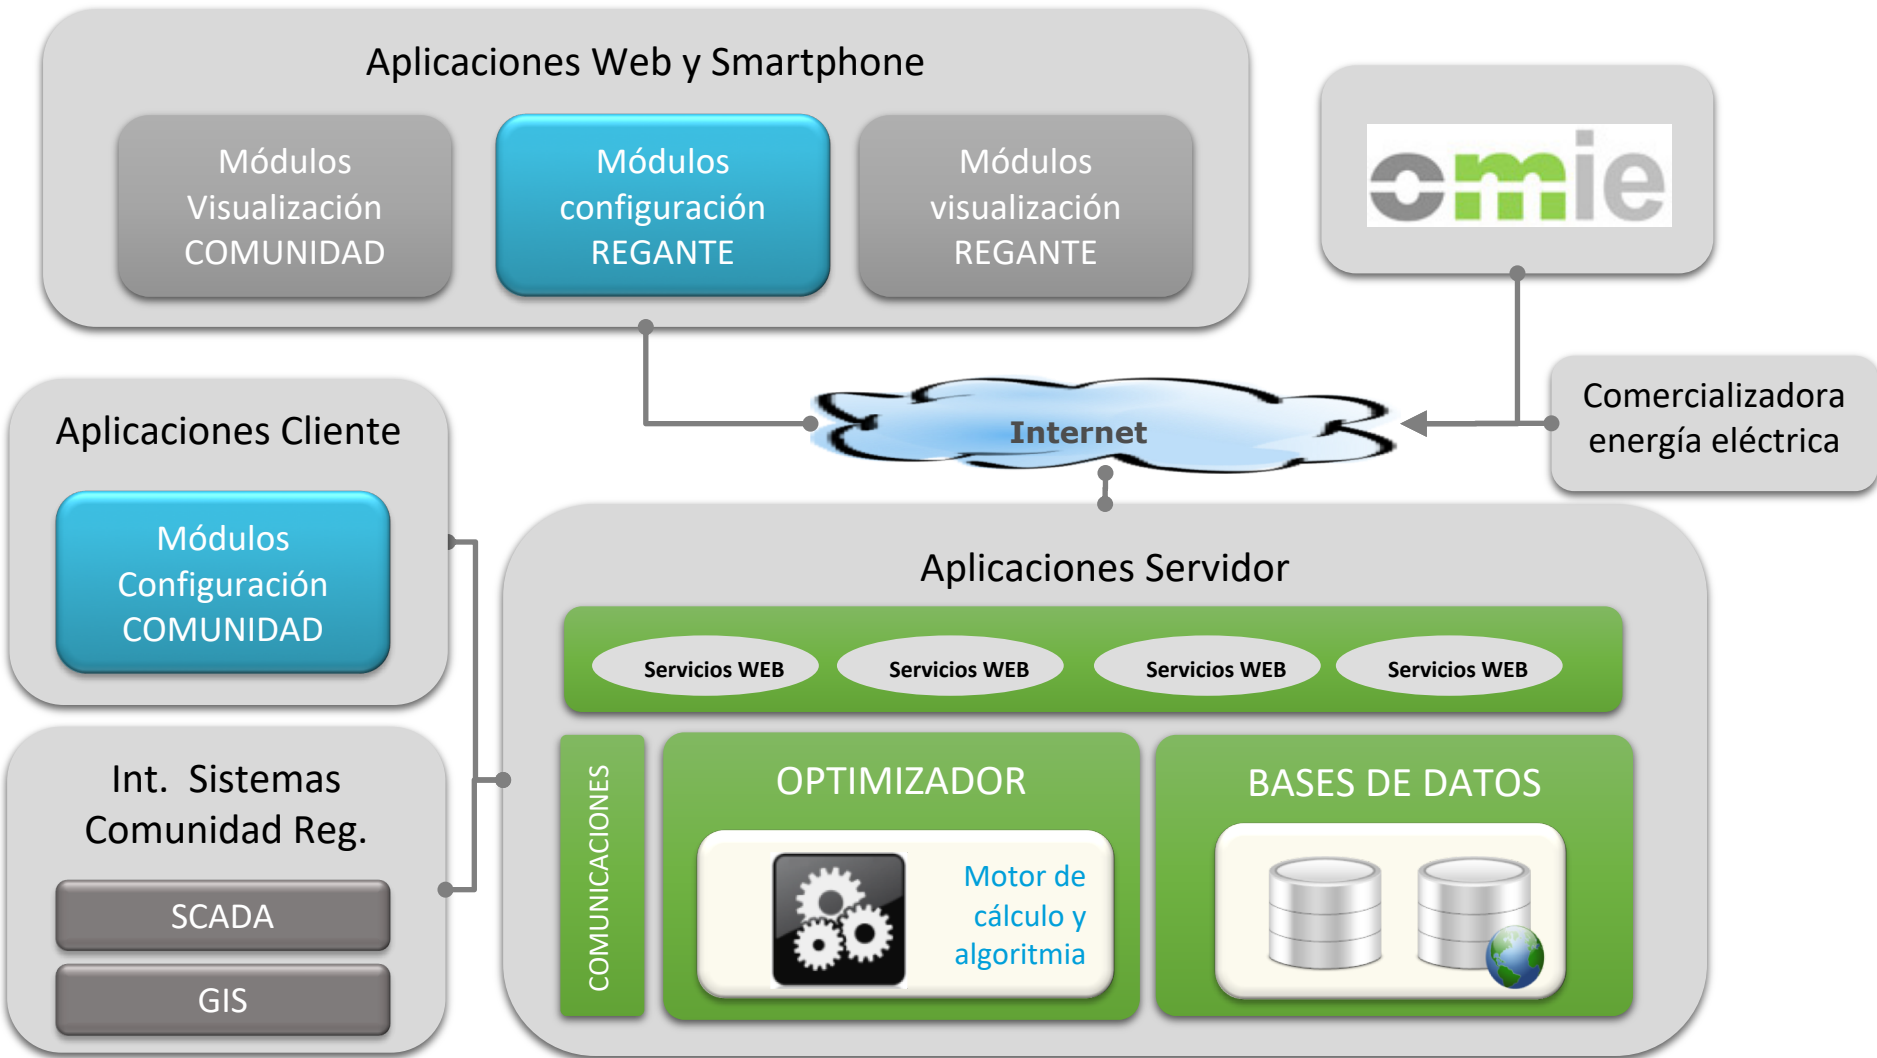 Aplicaciones Web y Smartphone
Módulos
Visualización
COMUNIDAD
Módulos
configuración
REGANTE
Módulos
visualización
REGANTE
omie
Comercializadora
energía eléctrica
Internet
Aplicaciones Cliente
Módulos
Configuración
COMUNIDAD
Int.  Sistemas
Comunidad Reg.
SCADA
GIS
Aplicaciones Servidor
Servicios WEB
Servicios WEB
Servicios WEB
Servicios WEB
COMUNICACIONES
OPTIMIZADOR
Motor de
cálculo y
algoritmia
BASES DE DATOS